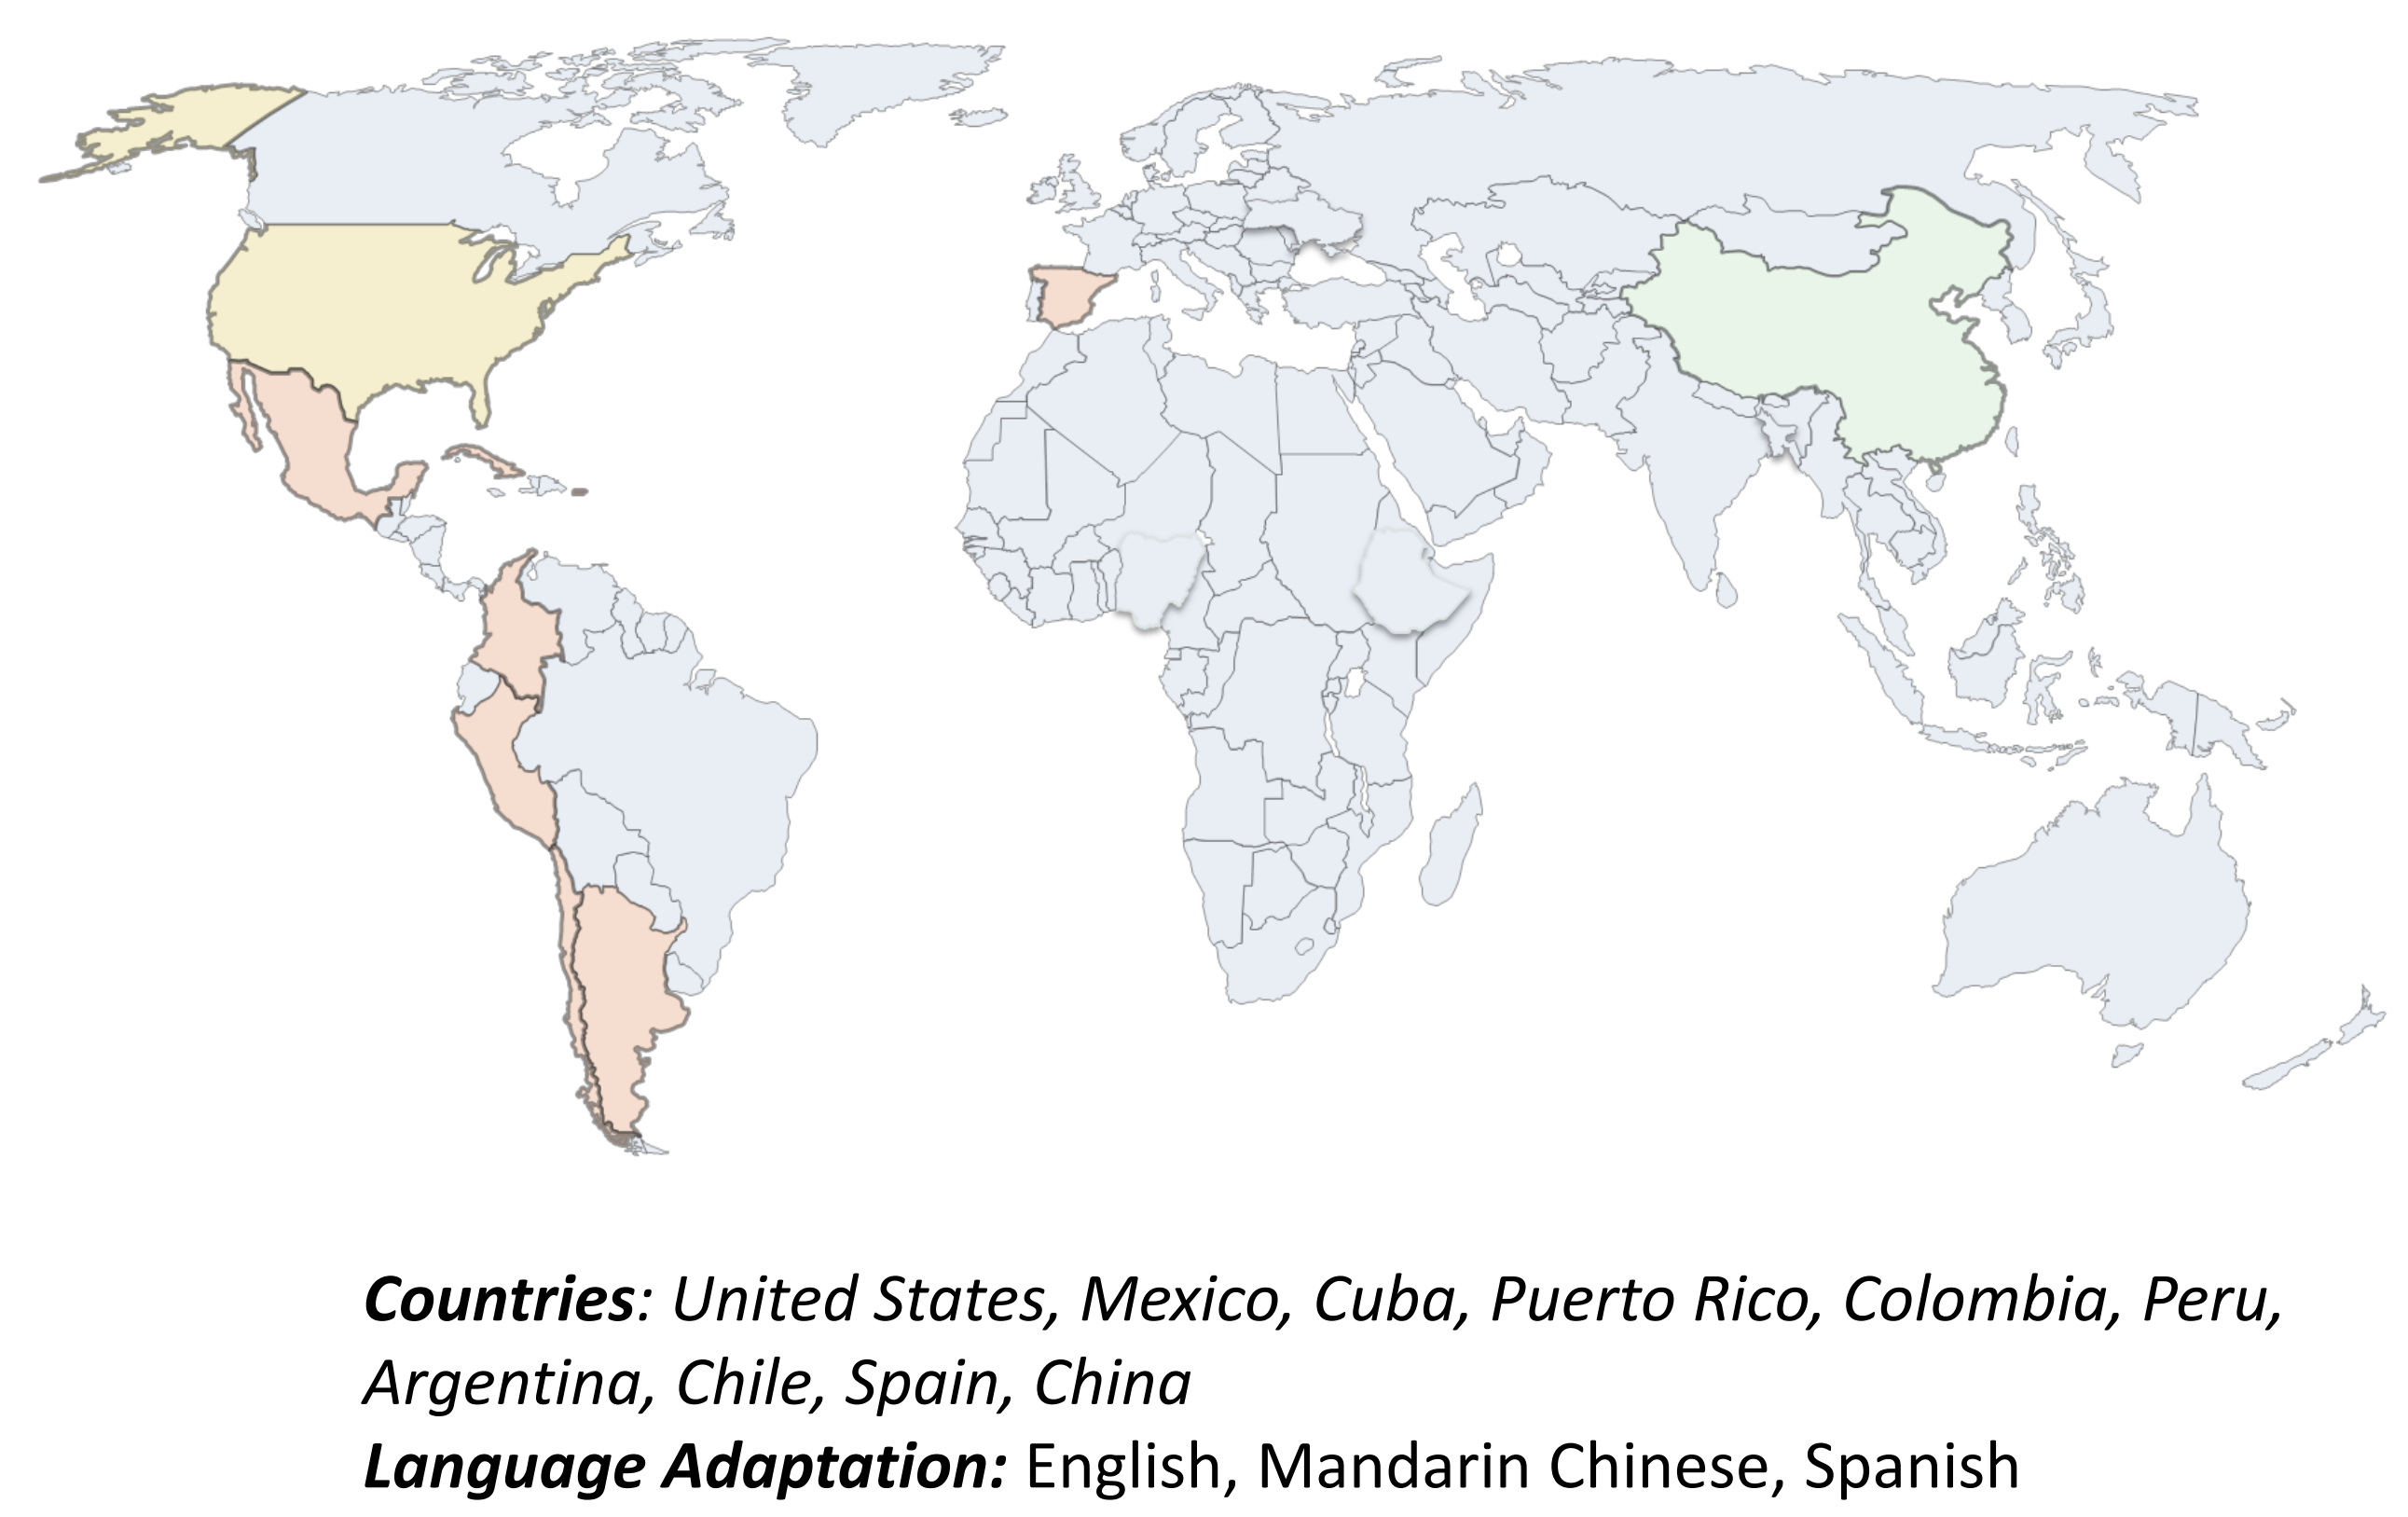 Countries: United States, Mexico, Cuba, Puerto Rico, Colombia, Peru,
Argentina, Chile, Spain, China
Language Adaptation: English, Mandarin Chinese, Spanish